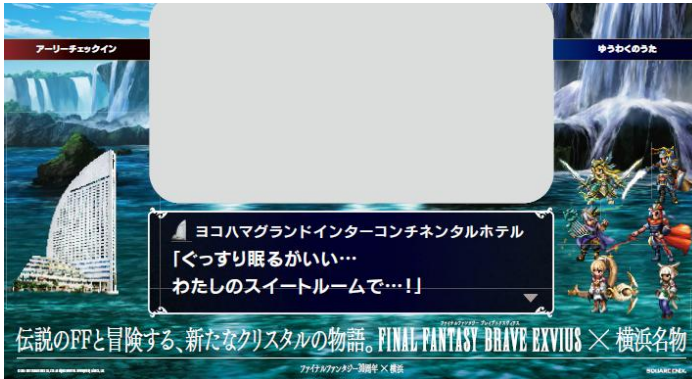 アーリーチェックイン
ゆうわくのうた
ヨコハマグランドインターコンチネンタルホテル
「ぐっすり眠るがいい…
わたしのスイートルームで…!」
ファイナルファンタジー ブレイブエクスヴィアス
伝説のFFと冒険する、新たなクリスタルの物語。FINAL FANTASY BRAVE EXVIUS × 横浜名物
ファイナルファンタジー30周年 × 横浜
SQUARE ENIX.